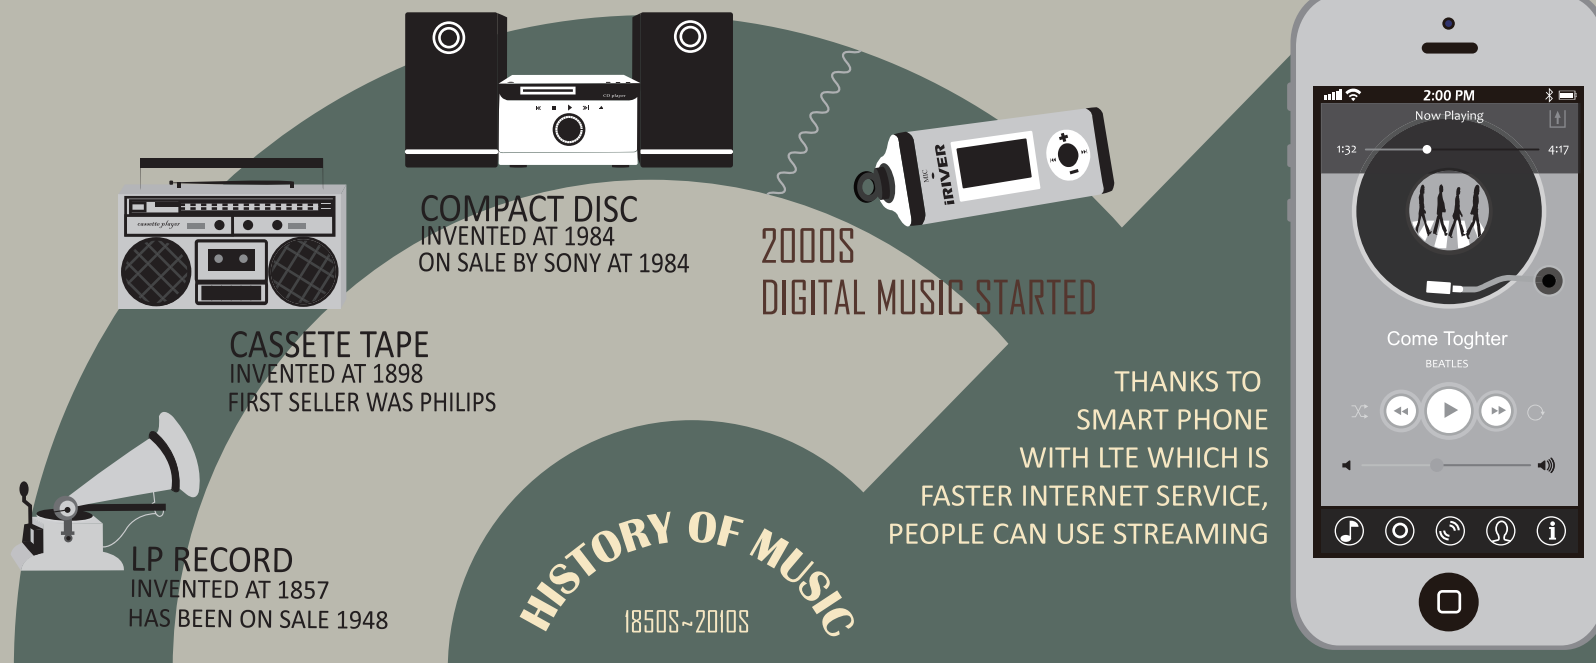 COMPACT DISC
INVENTED AT 1984
ON SALE BY SONY AT 1984
CD player
cassette player
CASSETE TAPE
INVENTED AT 1898
FIRST SELLER WAS PHILIPS
LP RECORD
INVENTED AT 1857
HAS BEEN ON SALE 1948
MIC
iRIVER
2000S
DIGITAL MUSIC STARTED
THANKS TO
SMART PHONE
WITH LTE WHICH IS
FASTER INTERNET SERVICE,
PEOPLE CAN USE STREAMING
HISTORY OF MUSIC
1850S~2010S
2:00 PM
Now Playing
1:32
4:17
Come Toghter
BEATLES